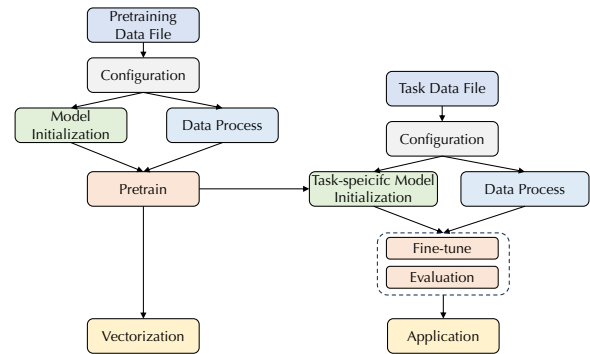 Pretraining
Data File
Configuration
Model
Initialization
Data Process
Pretrain
Vectorization
Task Data File
Configuration
Task-speicifc Model
Initialization
Data Process
Fine-tune
Evaluation
Application